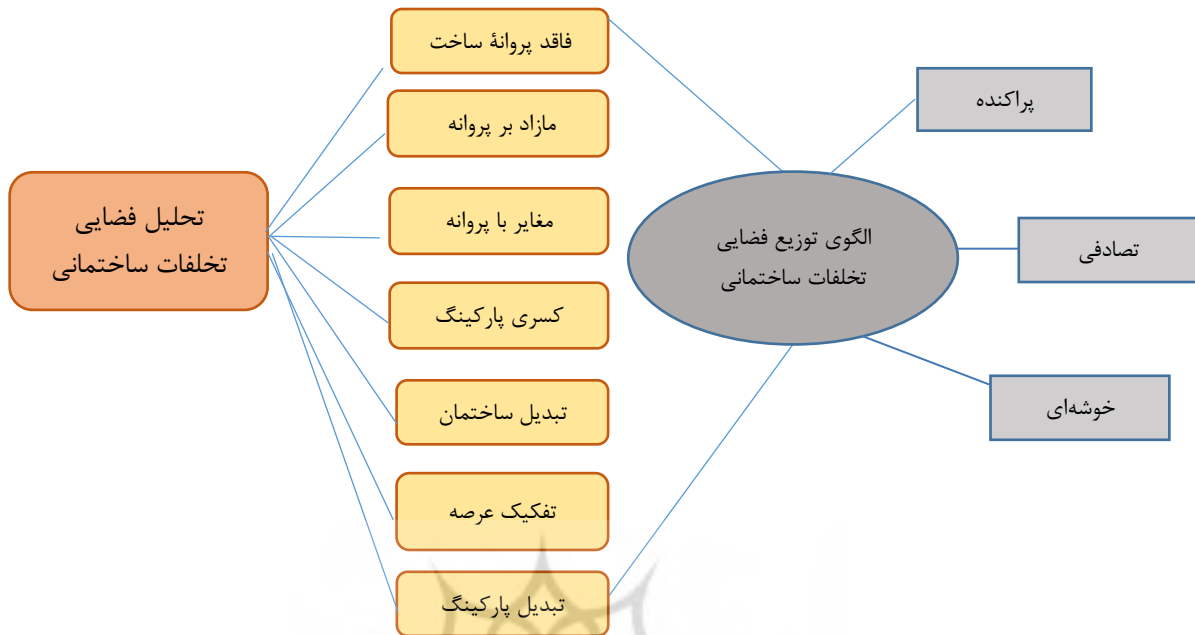 تحلیل فضایی
تخلفات ساختمانی
فاقد پروانهٔ ساخت
مازاد بر پروانه
مغایر با پروانه
کسری پارکینگ
تبدیل ساختمان
تفکیک عرصه
تبدیل پارکینگ
الگوی توزیع فضایی
تخلفات ساختمانی
پراکنده
تصادفی
خوشه‌ای